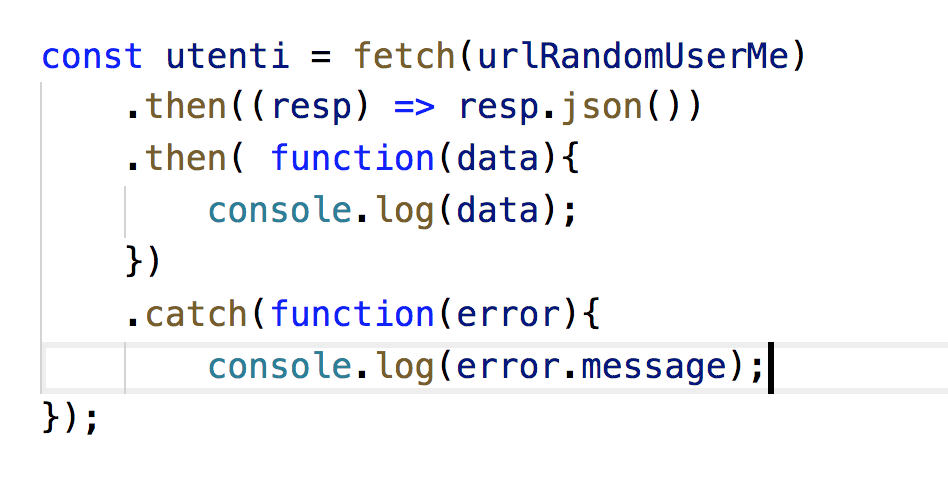 const utenti = fetch(urlRandomUserMe)
    .then((resp) => resp.json())
    .then( function(data){
        console.log(data);
    })
    .catch(function(error){
        console.log(error.message);
});